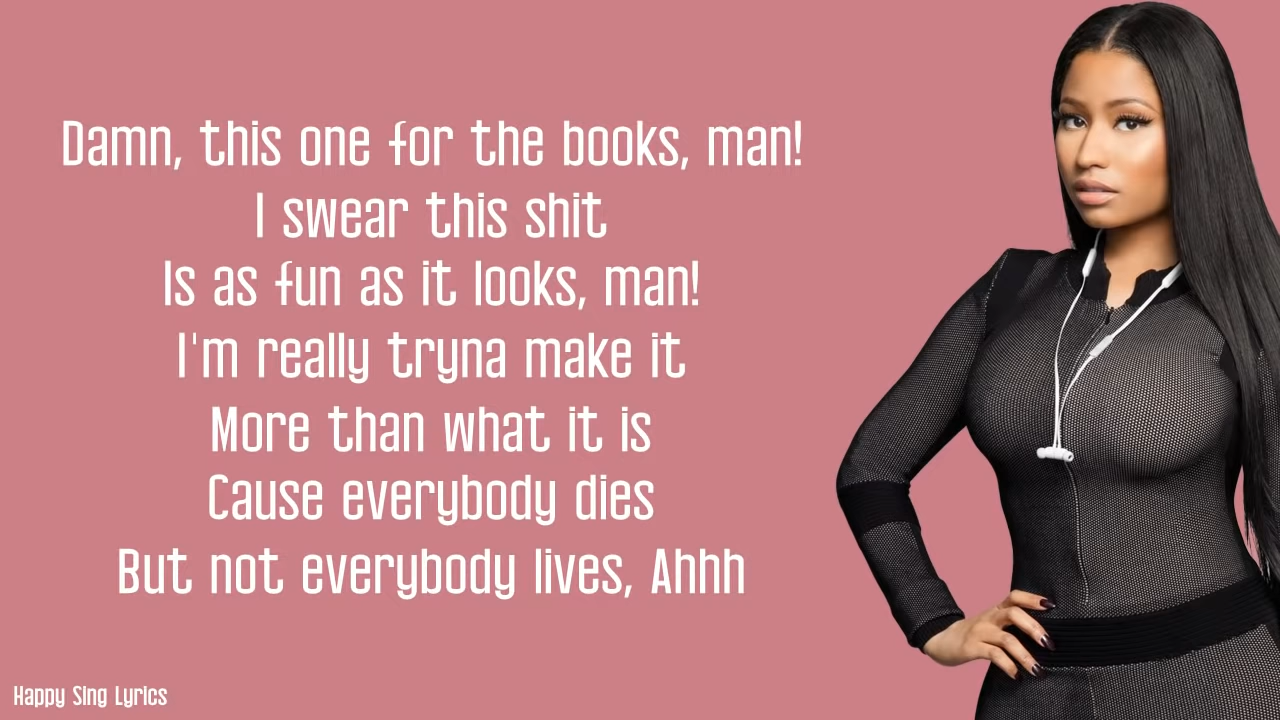 Damn, this one for the books, man!
I swear this shit
Is as fun as it looks, man!
I'm really tryna make it
More than what it is
Cause everybody dies
But not everybody lives, Ahhh
Happy Sing Lyrics